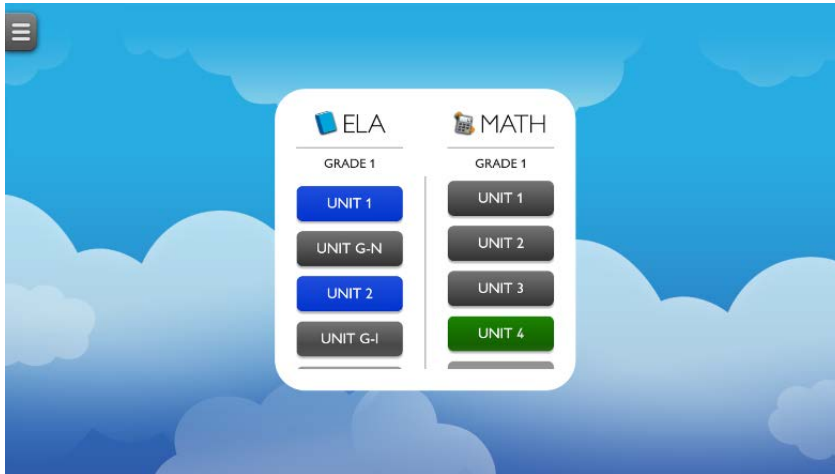 ELA
GRADE 1
UNIT 1
UNIT G-N
UNIT 2
UNIT G-I
MATH
GRADE 1
UNIT 1
UNIT 2
UNIT 3
UNIT 4